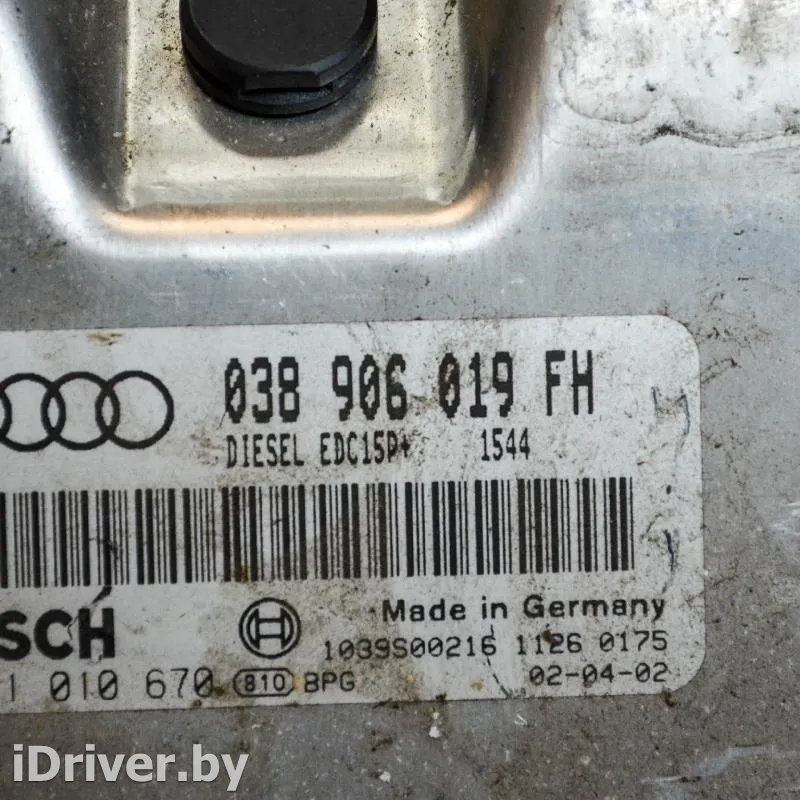 038 906 019 FH
DIESEL EDC15P+ 1544
SCH
Made in Germany
1039S00216 1126 0175
1 010 670 810 BPG
02-04-02
iDriver.by